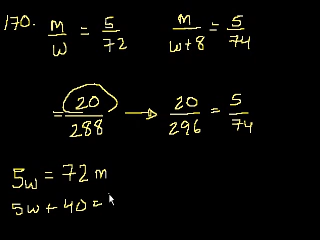 170. m/w = 5/72 m/w+8 = 5/74
= 20/288 → 20/296 = 5/74
5w = 72m
5w + 40 =